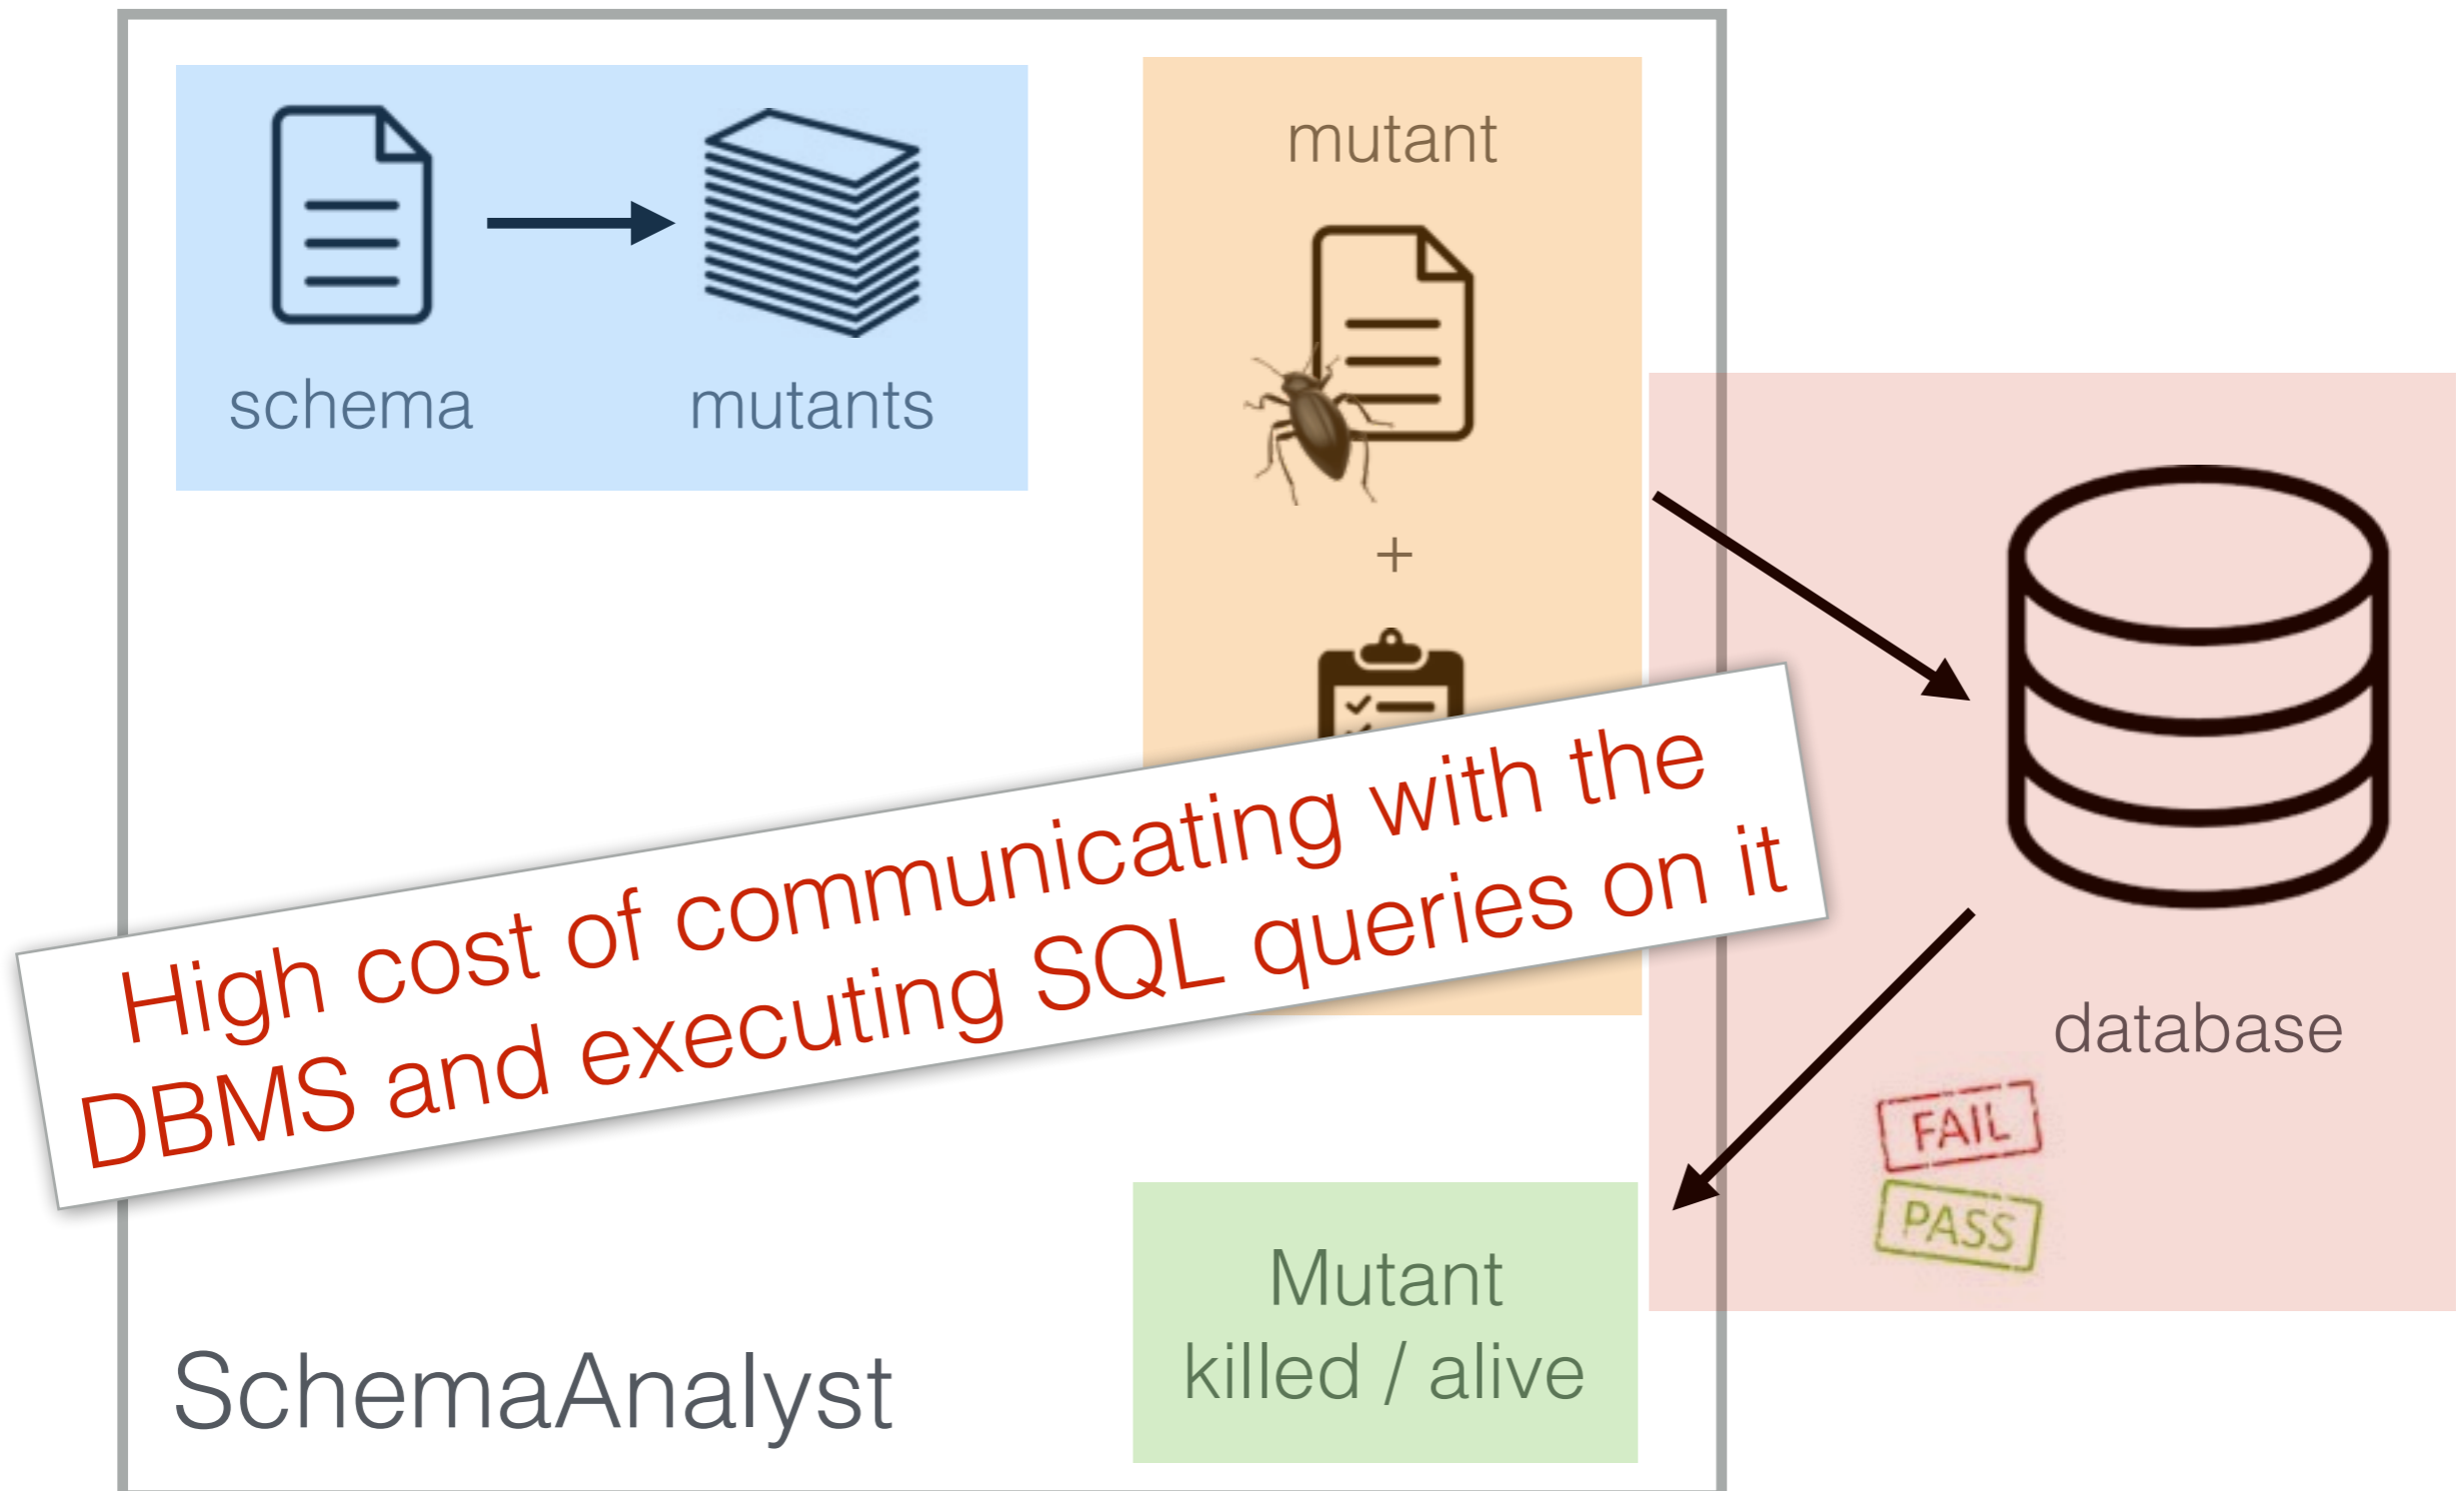 mutant
schema
mutants
+
High cost of communicating with the
DBMS and executing SQL queries on it
database
FAIL
PASS
Mutant
killed / alive
SchemaAnalyst